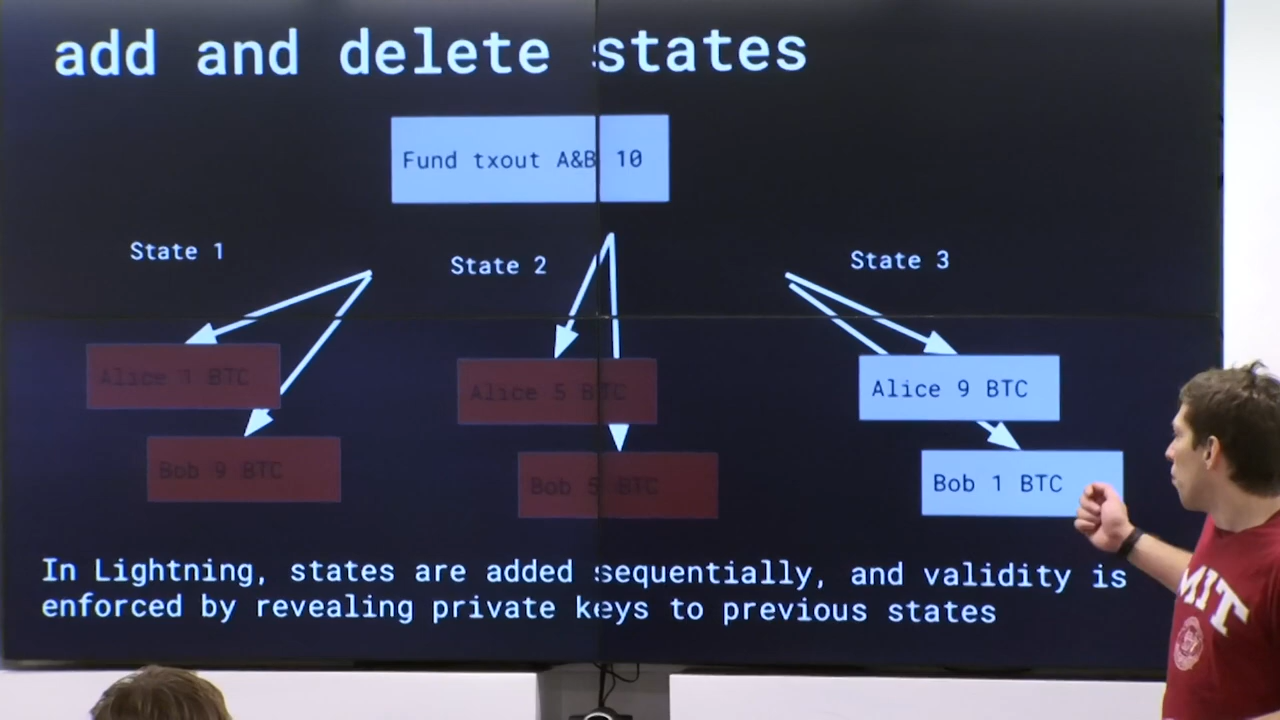 add and delete states
Fund txout A&B 10
State 1
State 2
State 3
Alice 1 BTC
Alice 5 BTC
Alice 9 BTC
Bob 9 BTC
Bob 5 BTC
Bob 1 BTC
In Lightning, states are added sequentially, and validity is
enforced by revealing private keys to previous states
MIT